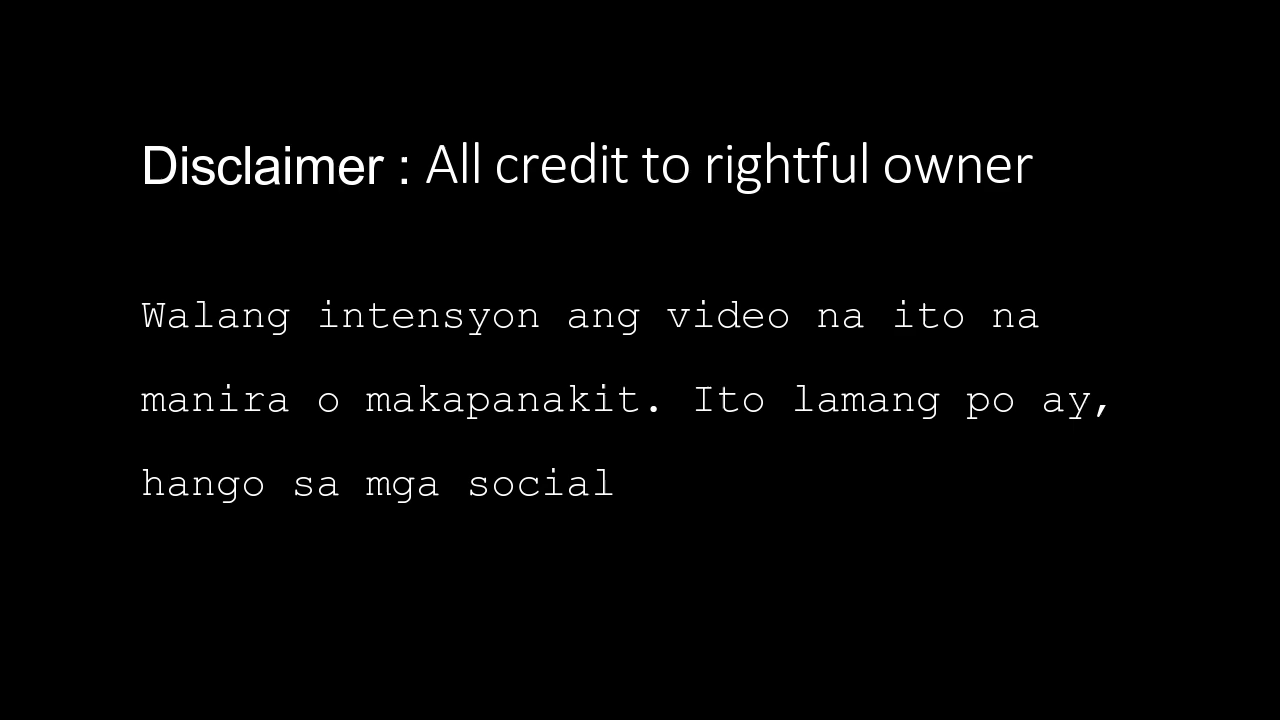 Disclaimer : All credit to rightful owner
Walang intensyon ang video na ito na
manira o makapanakit. Ito lamang po ay,
hango sa mga social